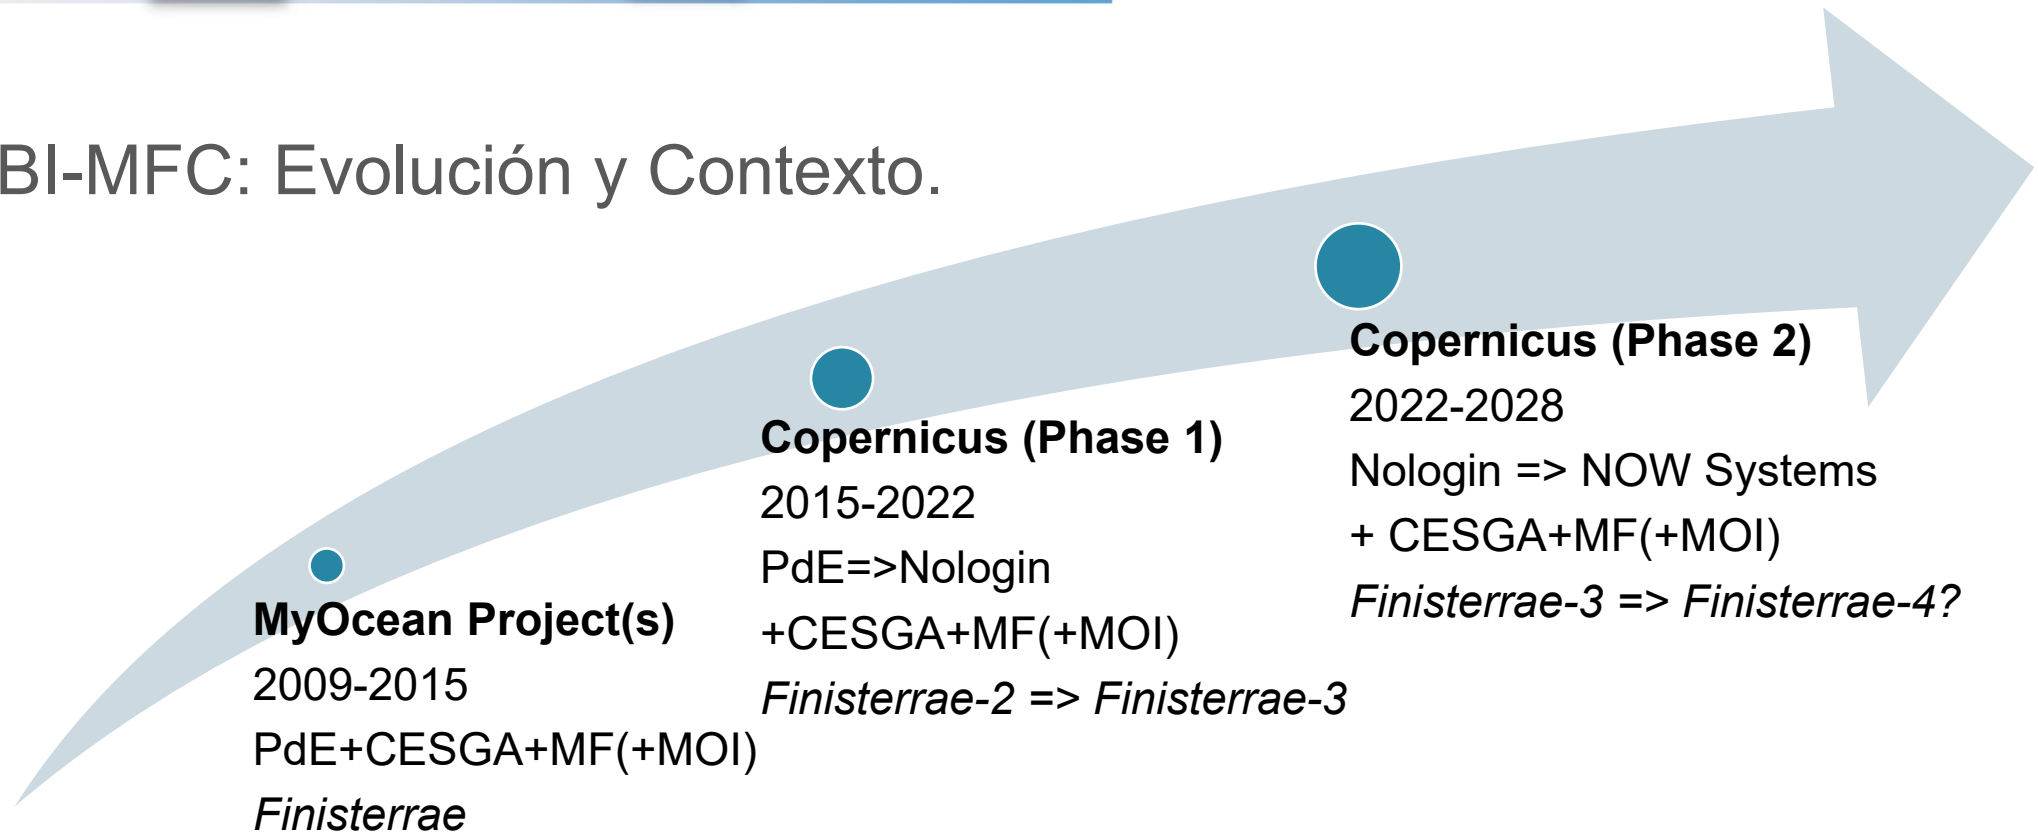 BI-MFC: Evolución y Contexto.
MyOcean Project(s)
2009-2015
PdE+CESGA+MF(+MOI)
Finisterrae
Copernicus (Phase 1)
2015-2022
PdE=>Nologin
+CESGA+MF(+MOI)
Finisterrae-2 => Finisterrae-3
Copernicus (Phase 2)
2022-2028
Nologin => NOW Systems
+ CESGA+MF(+MOI)
Finisterrae-3 => Finisterrae-4?